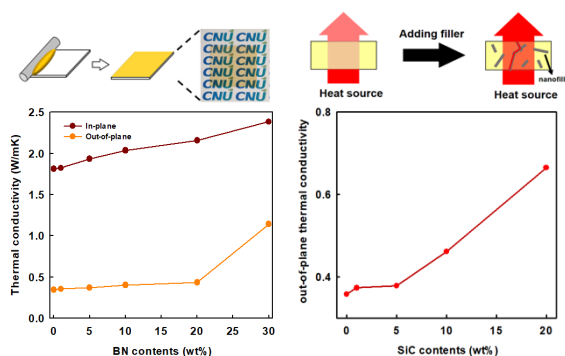 CNU CNU
CNU CNU
CNU CNU
CNU CNU
CNU CNU
CNU CNU
Adding filler
nanofill
Heat source
Heat source
2.5
2.0
1.5
1.0
0.5
0.0
Thermal conductivity (W/mK)
In-plane
Out-of-plane
0
5
10
15
20
25
30
BN contents (wt%)
0.8
0.6
0.4
out-of-plane thermal conductivity
0
5
10
15
20
SiC contents (wt%)